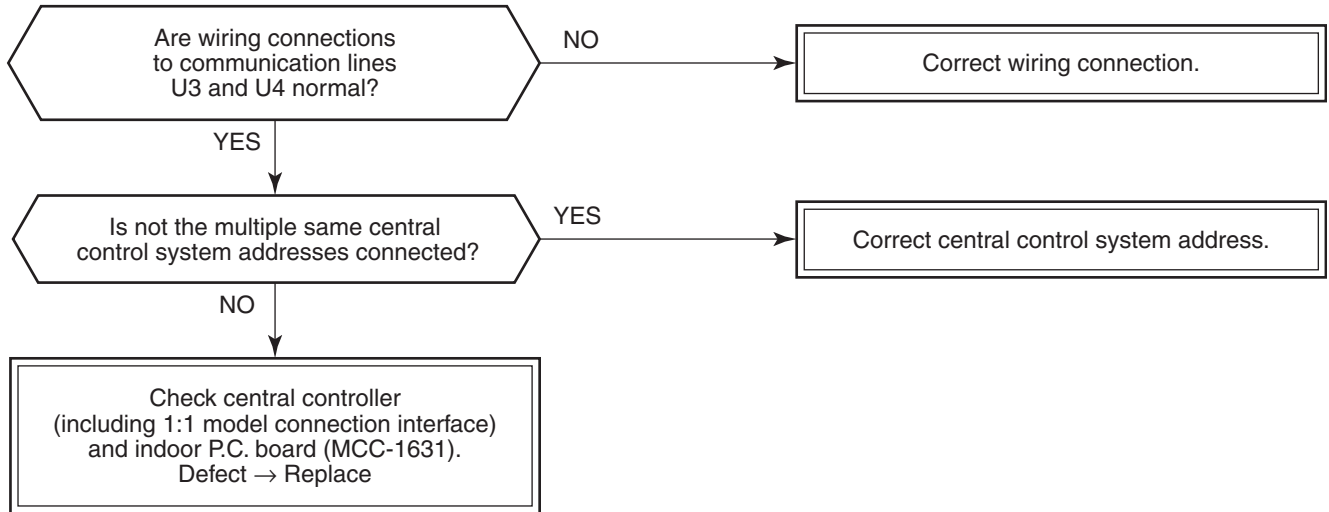 Are wiring connections
to communication lines
U3 and U4 normal?
NO
Correct wiring connection.
YES
Is not the multiple same central
control system addresses connected?
YES
Correct central control system address.
NO
Check central controller
(including 1:1 model connection interface)
and indoor P.C. board (MCC-1631).
Defect → Replace